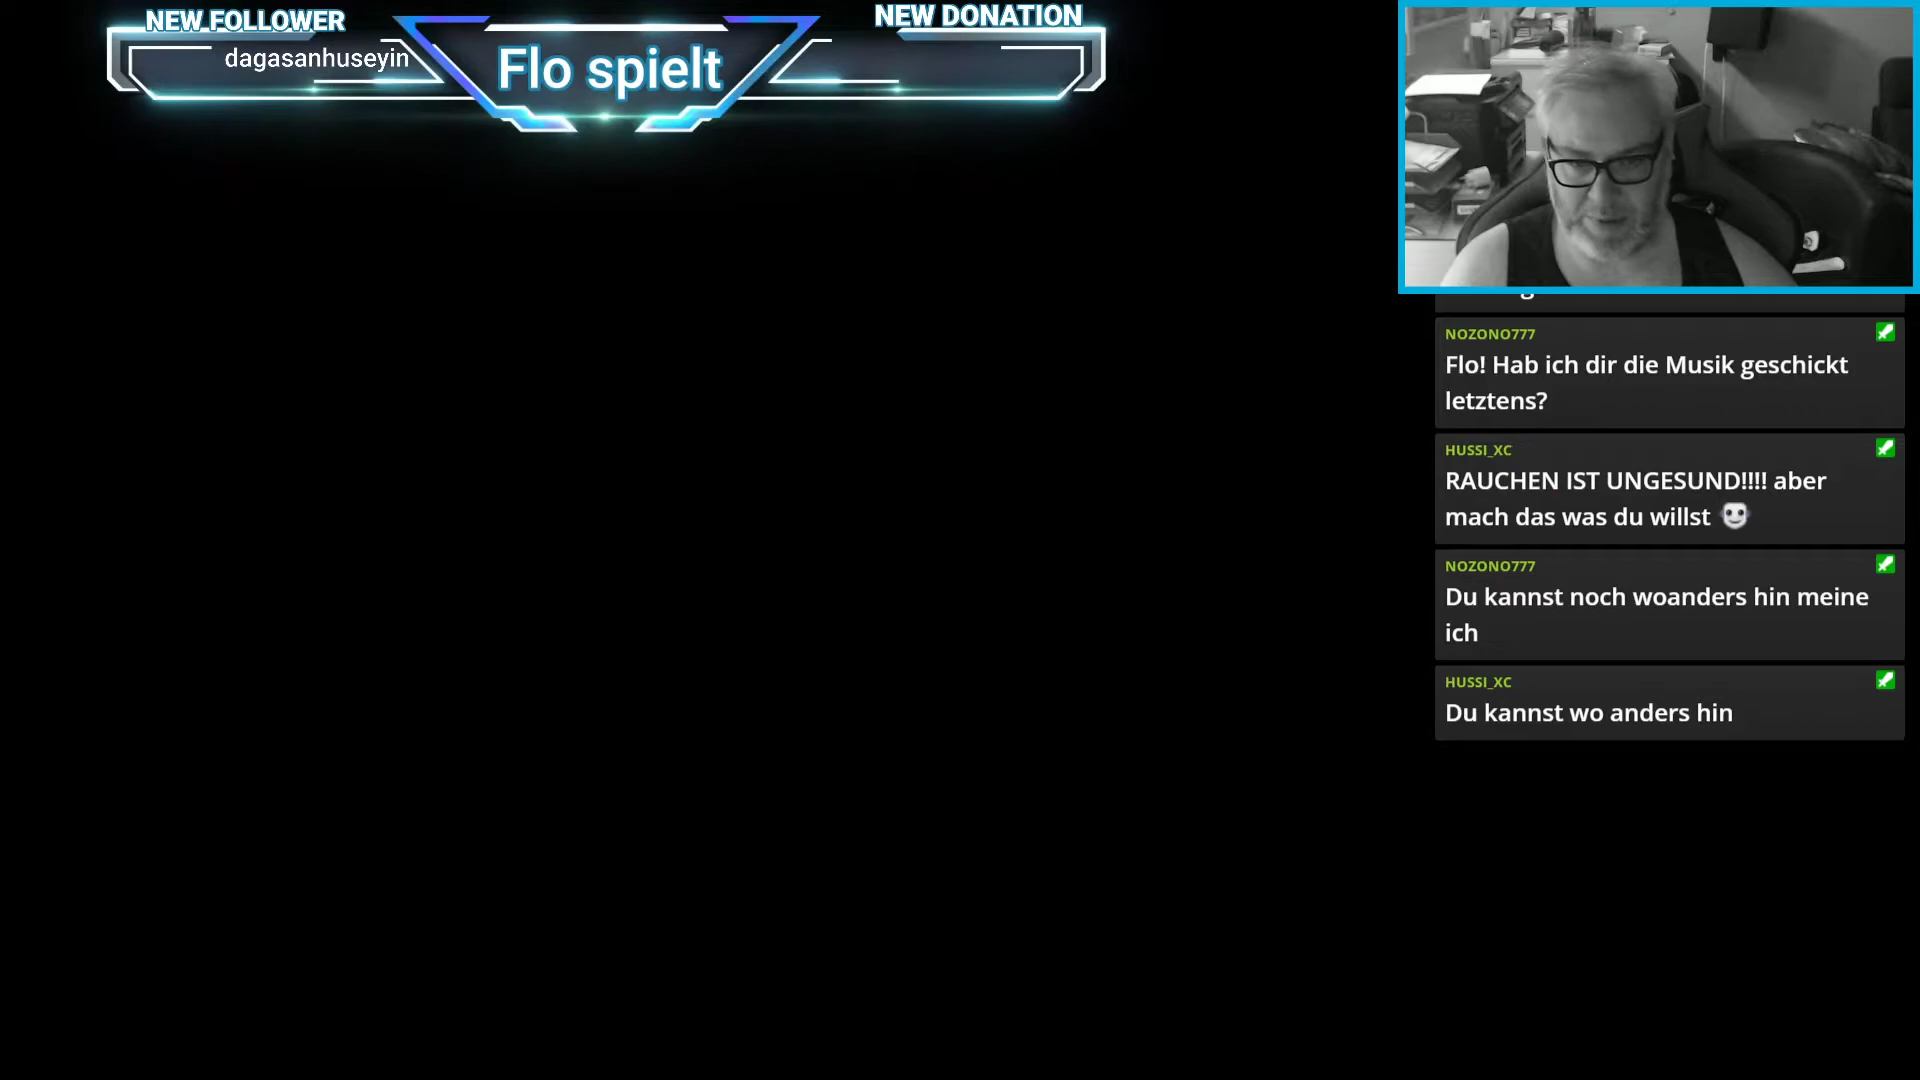 NEW FOLLOWER
dagasanhuseyin
Flo spielt
NEW DONATION
NOZONO777
Flo! Hab ich dir die Musik geschickt
letztens?
HUSSI_XC
RAUCHEN IST UNGESUND!!!! aber
mach das was du willst
NOZONO777
Du kannst noch woanders hin meine
ich
HUSSI_XC
Du kannst wo anders hin